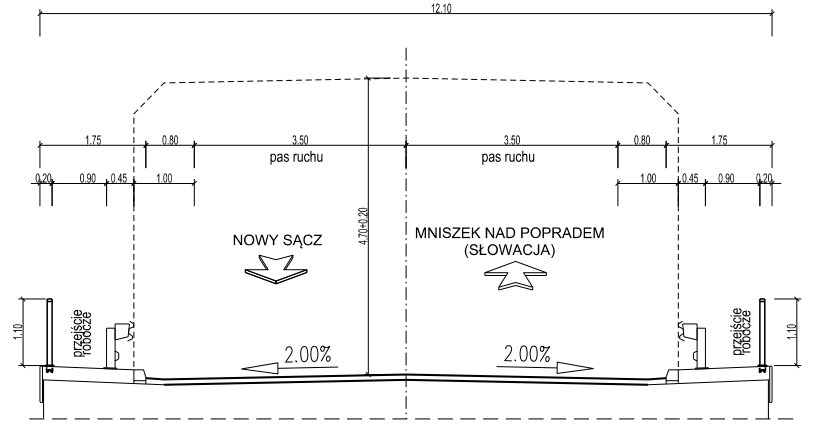 12.10
1.75 0.80 3.50 3.50 0.80 1.75
pas ruchu pas ruchu
0.20 0.90 0.45 1.00 1.00 0.45 0.90 0.20
4.70+0.20
NOWY SĄCZ
MNISZEK NAD POPRADEM
(SŁOWACJA)
1.10
przejście
robocze
2.00% 2.00%
przejście
robocze
1.10